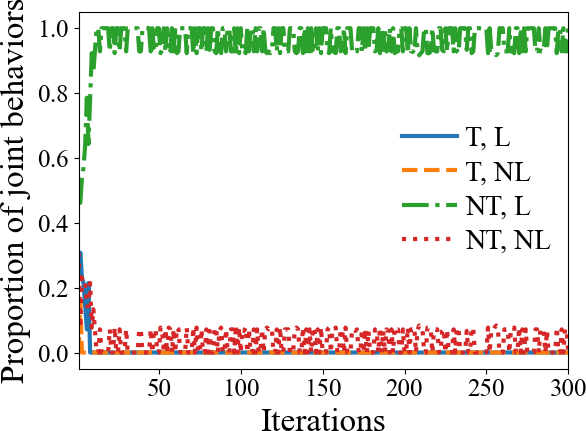 Proportion of joint behaviors
1.0
0.8
0.6
0.4
0.2
0.0
T, L
T, NL
NT, L
NT, NL
50
100
150
200
250
300
Iterations